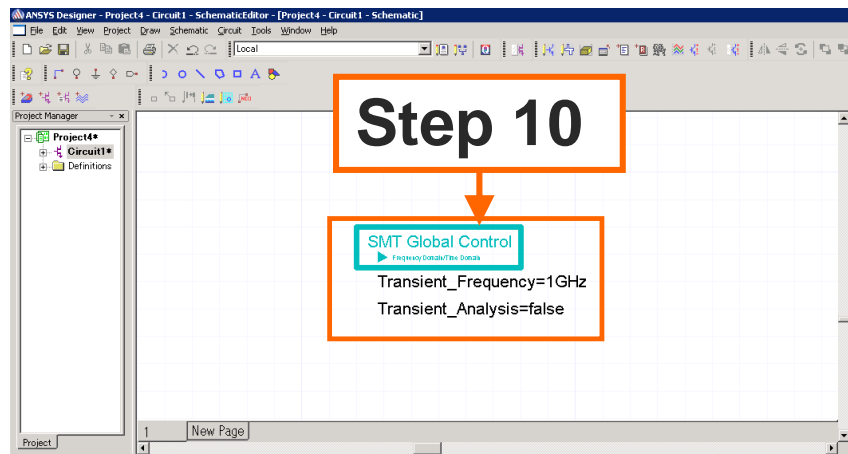 ANSYS Designer - Project4 - Circuit1 - SchematicEditor - [Project4 - Circuit1 - Schematic]
File Edit View Project Draw Schematic Circuit Tools Window Help
Local
Project Manager
Project4*
Circuit1*
Definitions
Step 10
SMT Global Control
Frequency Domain/Time Domain
Transient_Frequency=1GHz
Transient_Analysis=false
1 New Page
Project